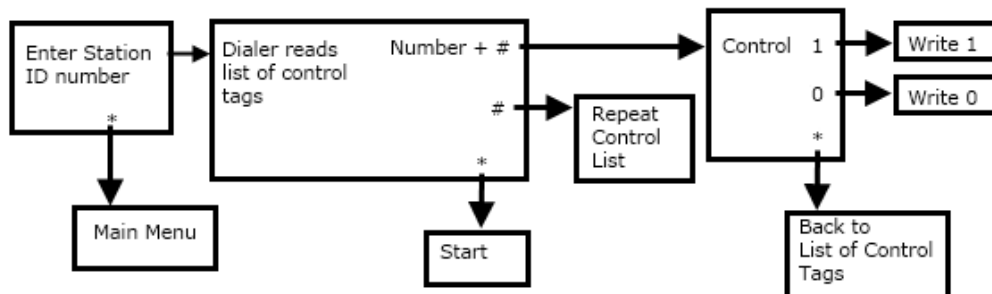 Enter Station
ID number
*
Main Menu
Dialer reads
list of control
tags
Number + #
#
*
Repeat
Control
List
Start
Control
1
0
*
Write 1
Write 0
Back to
List of Control
Tags